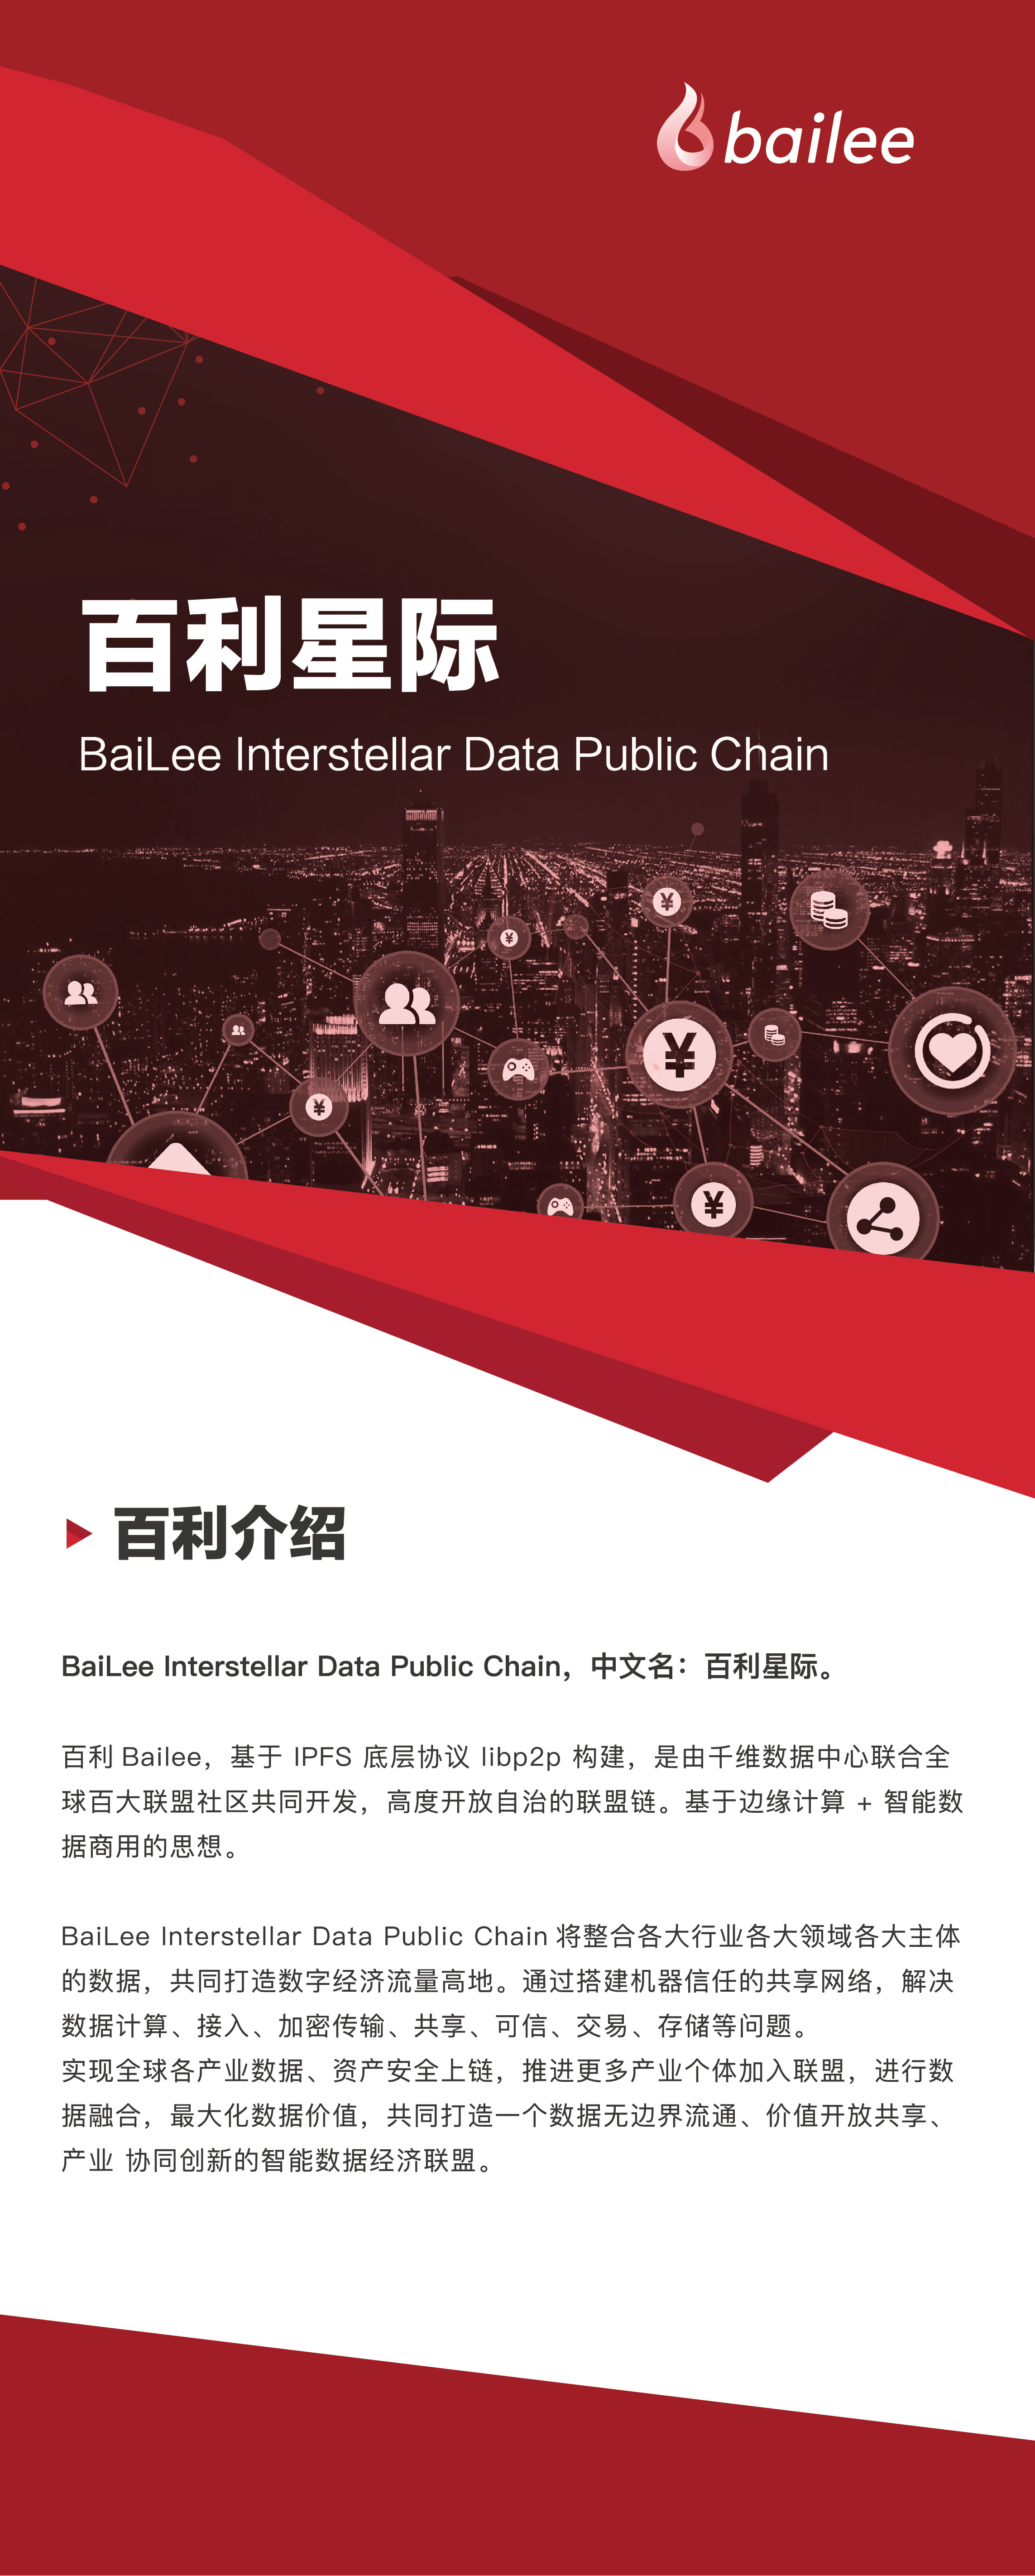 bailee
百利星际
BaiLee Interstellar Data Public Chain
百利介绍
BaiLee Interstellar Data Public Chain，中文名：百利星际。
百利 Bailee，基于 IPFS 底层协议 libp2p 构建，是由千维数据中心联合全
球百大联盟社区共同开发，高度开放自治的联盟链。基于边缘计算 + 智能数
据商用的思想。
BaiLee Interstellar Data Public Chain 将整合各大行业各大领域各大主体
的数据，共同打造数字经济流量高地。通过搭建机器信任的共享网络，解决
数据计算、接入、加密传输、共享、可信、交易、存储等问题。
实现全球各产业数据、资产安全上链，推进更多产业个体加入联盟，进行数
据融合，最大化数据价值，共同打造一个数据无边界流通、价值开放共享、
产业 协同创新的智能数据经济联盟。